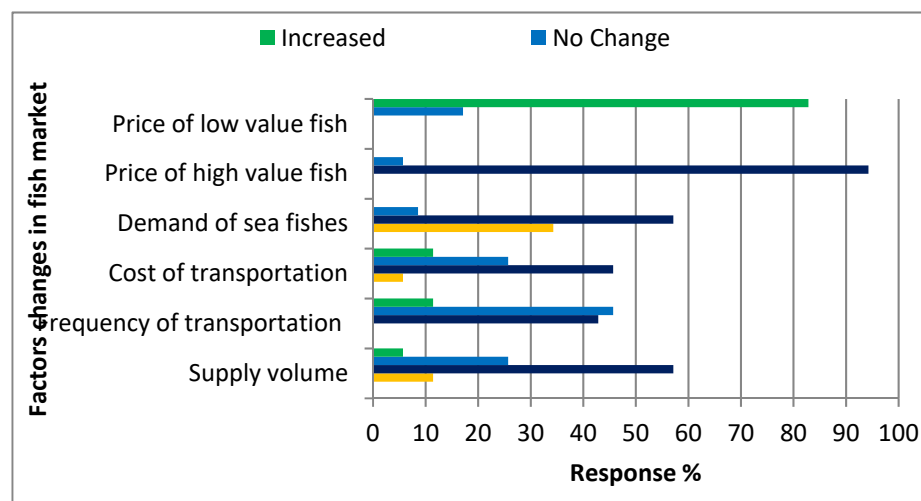 Increased No Change
Factors changes in fish market
Price of low value fish
Price of high value fish
Demand of sea fishes
Cost of transportation
requency of transportation
Supply volume
0 10 20 30 40 50 60 70 80 90 100
Response %